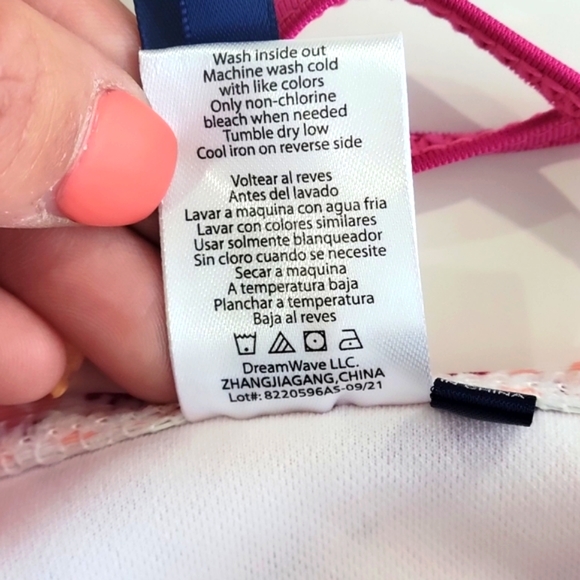 Wash inside out
Machine wash cold
with like colors
Only non-chlorine
bleach when needed
Tumble dry low
Cool iron on reverse side
Voltear al reves
Antes del lavado
Lavar a maquina con agua fria
Lavar con colores similares
Usar solmente blanqueador
Sin cloro cuando se necesite
Secar a maquina
A temperatura baja
Planchar a temperatura
Baja al reves
DreamWave LLC.
ZHANGJIAGANG,CHINA
Lot#: 8220596A5-09/21
CHINA